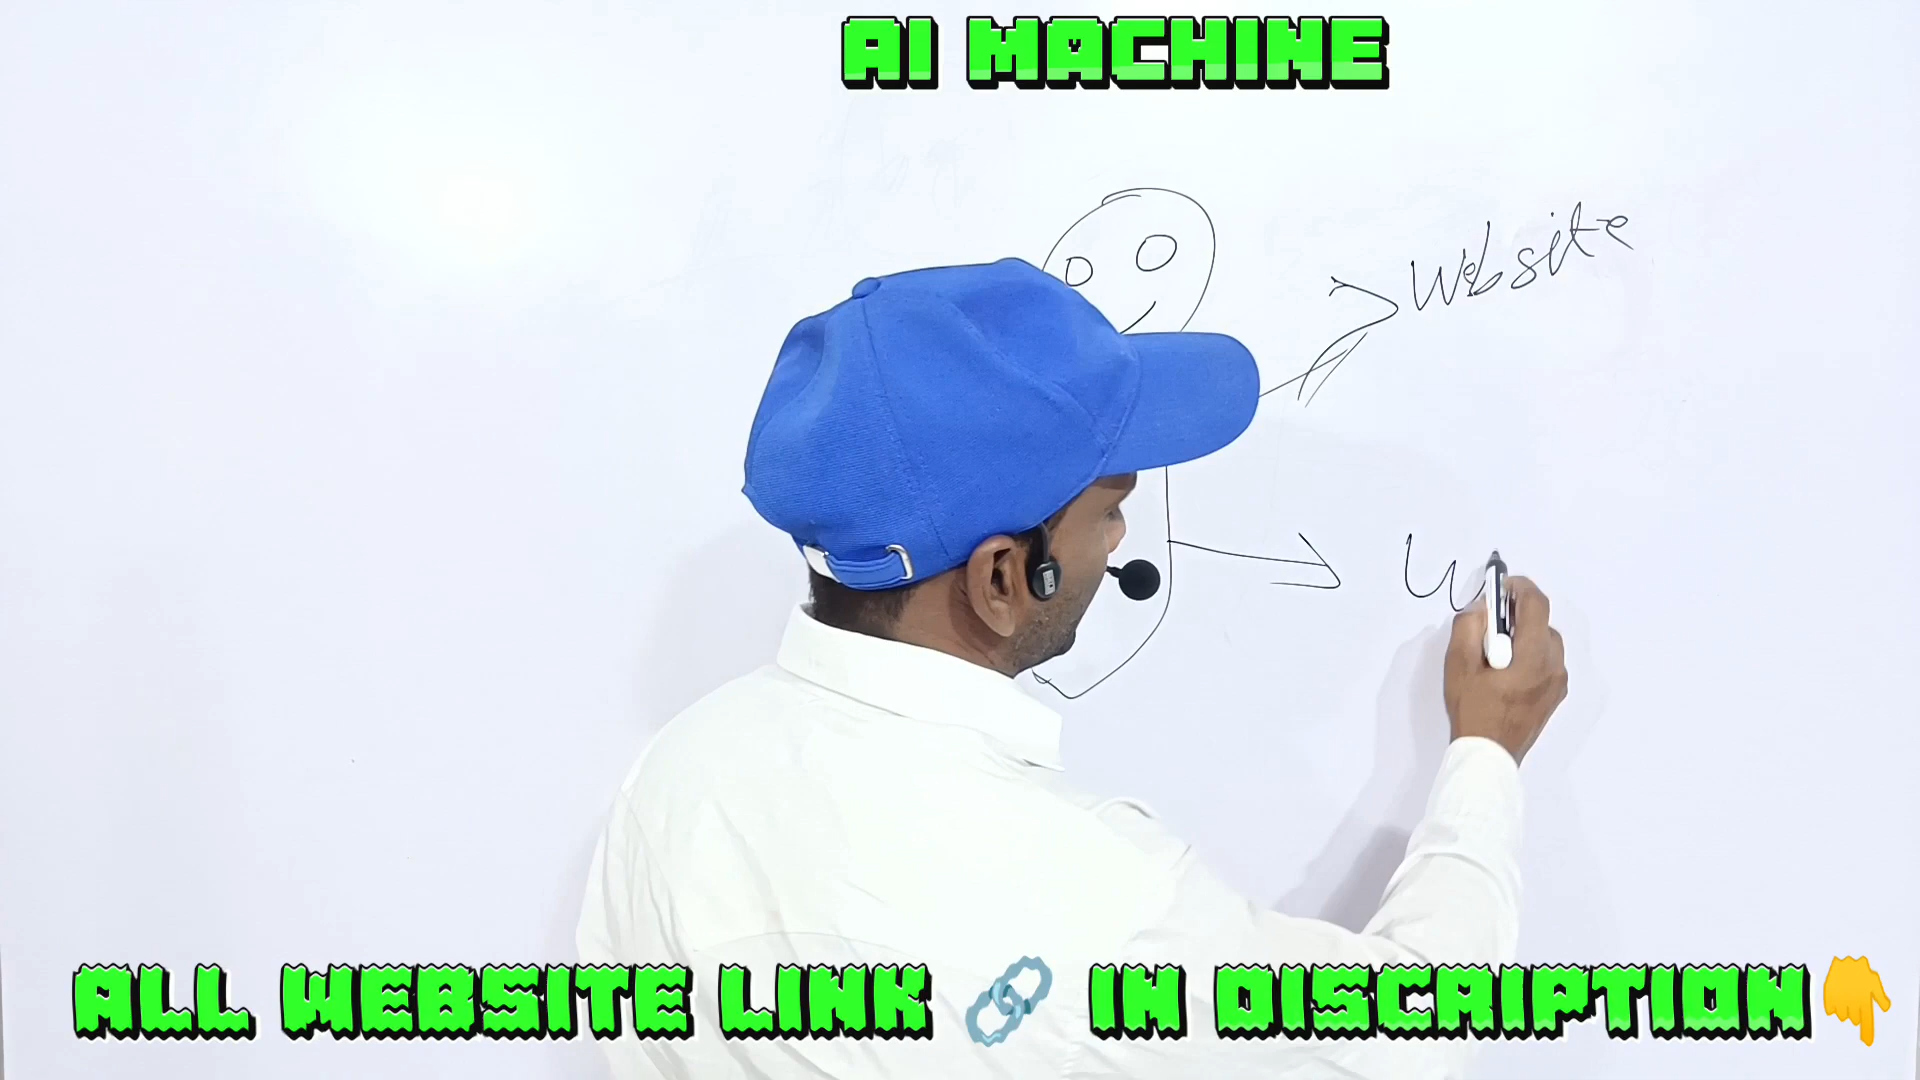 AI MACHINE
Website
W
ALL WEBSITE LINK 🔗 IN DISCRIPTION👇